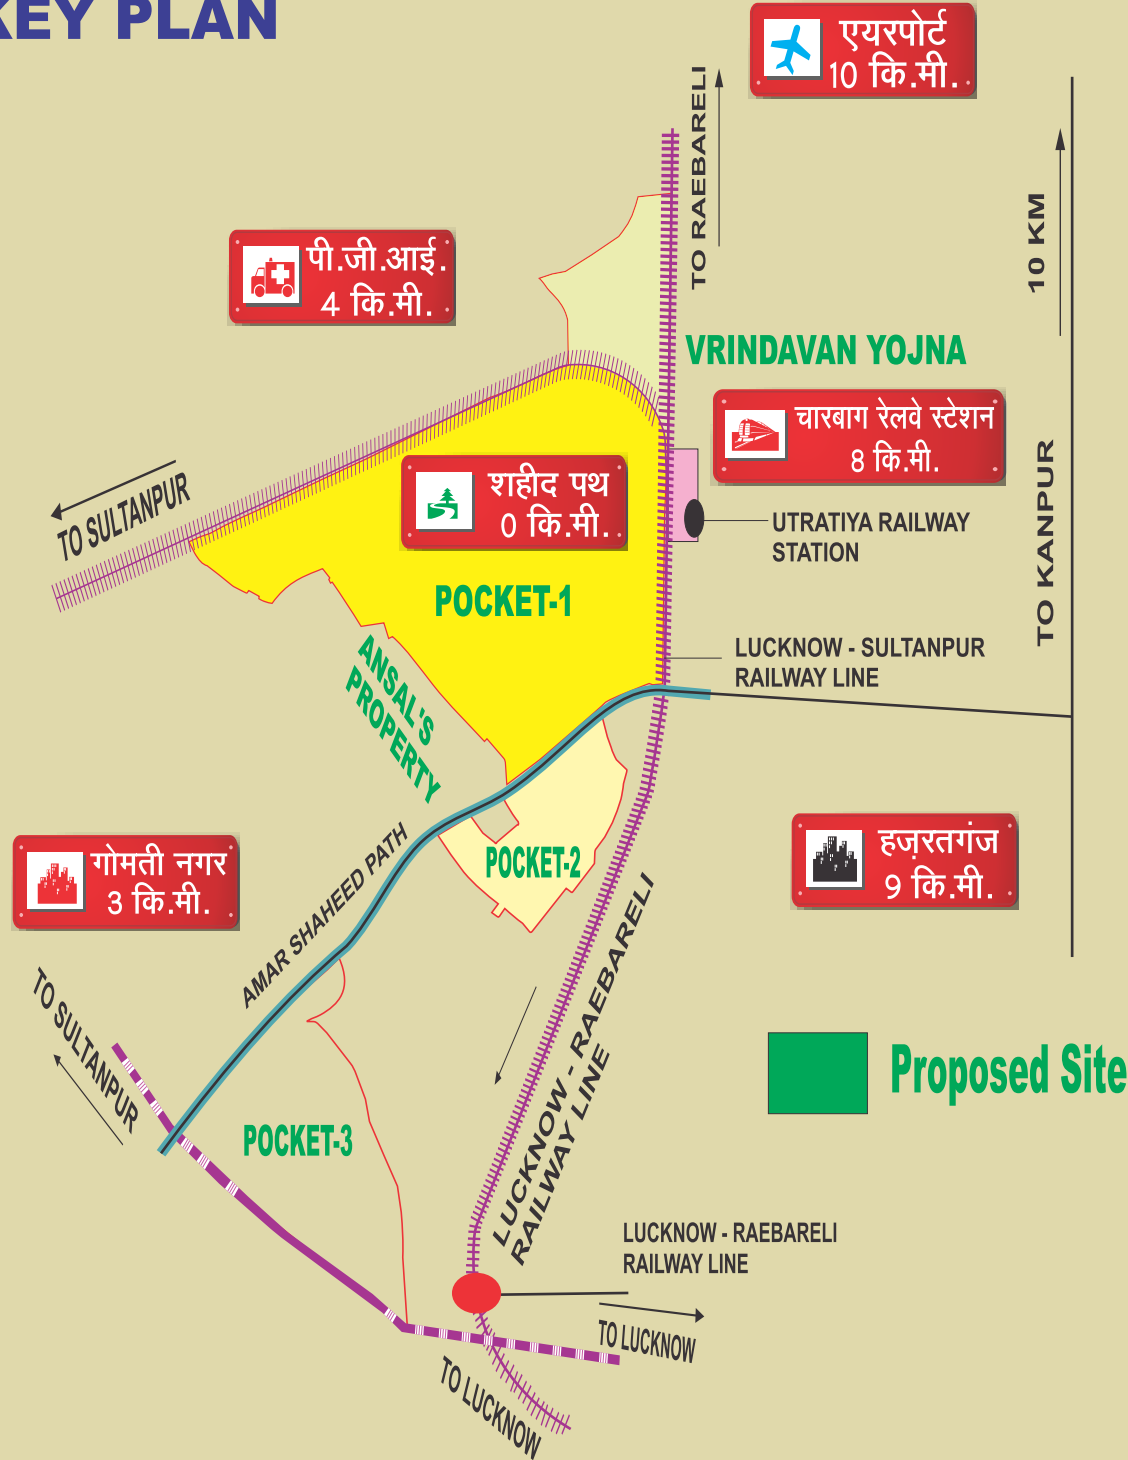 KEY PLAN
एयरपोर्ट
10 कि.मी.
TO RAEBARELI
10 KM
पी.जी.आई.
4 कि.मी.
VRINDAVAN YOJNA
चारबाग रेलवे स्टेशन
8 कि.मी.
TO SULTANPUR
शहीद पथ
0 कि.मी.
UTRATIYA RAILWAY
STATION
TO KANPUR
POCKET-1
LUCKNOW - SULTANPUR
RAILWAY LINE
ANSAL'S
PROPERTY
गोमती नगर
3 कि.मी.
AMAR SHAHEED PATH
POCKET-2
हज़रतगंज
9 कि.मी.
TO SULTANPUR
LUCKNOW - RAEBARELI
RAILWAY LINE
Proposed Site
POCKET-3
LUCKNOW - RAEBARELI
RAILWAY LINE
TO LUCKNOW
TO LUCKNOW